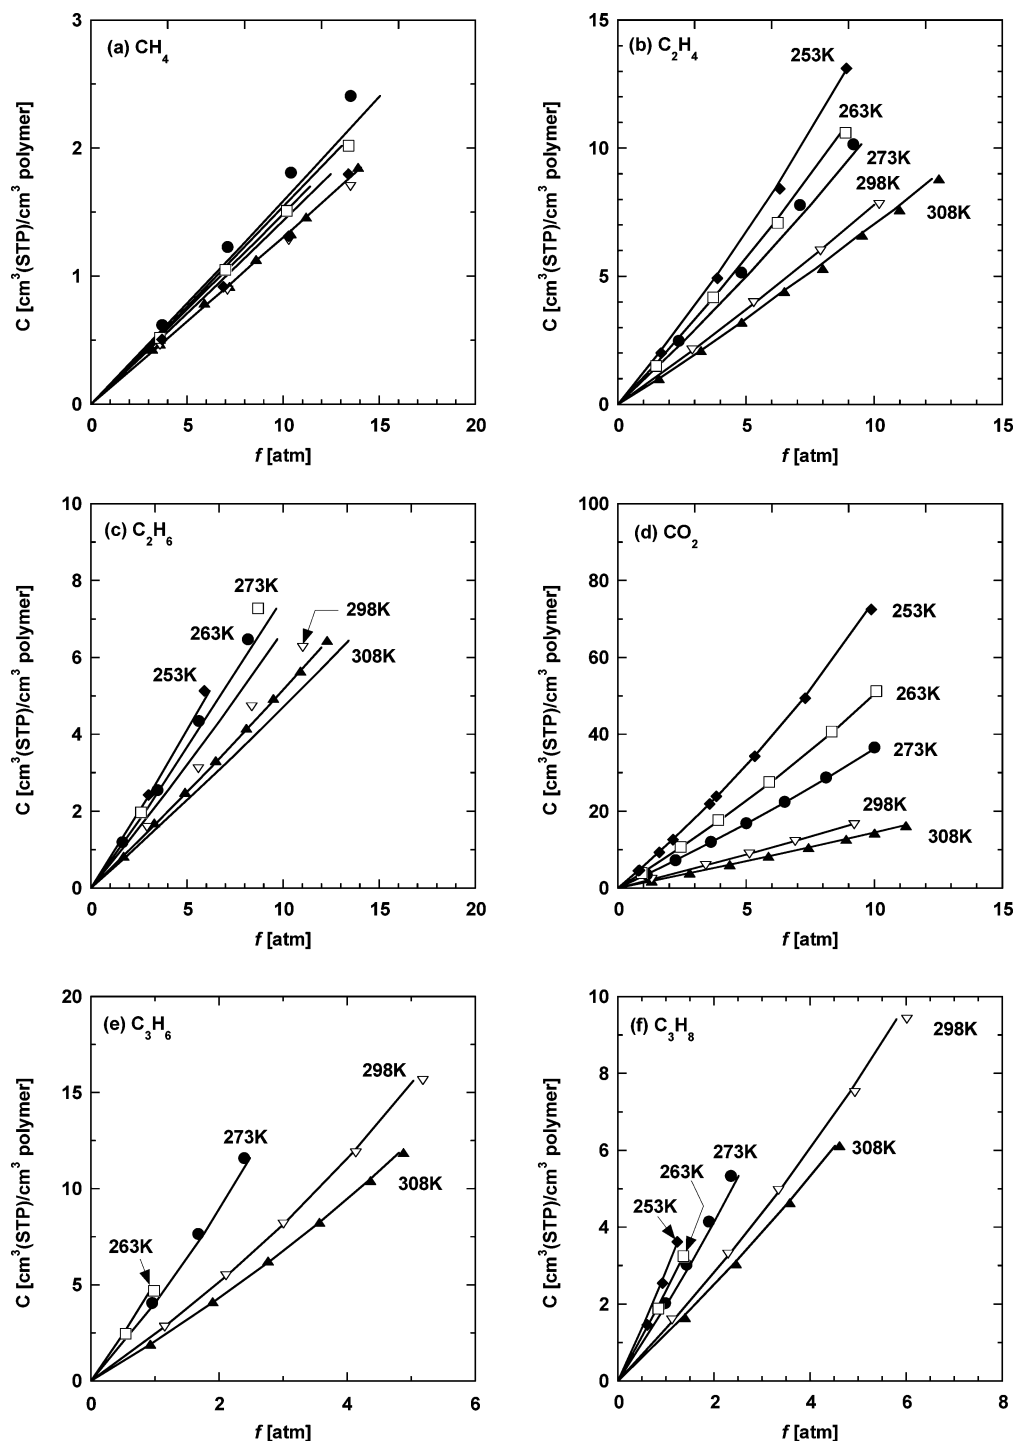 (a) CH4
C [cm3(STP)/cm3 polymer]
3
2
1
0
0 5 10 15 20
f [atm]
(b) C2H4
C [cm3(STP)/cm3 polymer]
15
10
5
0
253K
263K
273K
298K
308K
0 5 10 15
f [atm]
(c) C2H6
C [cm3(STP)/cm3 polymer]
10
8
6
4
2
0
273K
298K
263K
308K
253K
0 5 10 15 20
f [atm]
(d) CO2
C [cm3(STP)/cm3 polymer]
100
80
60
40
20
0
253K
263K
273K
298K
308K
0 5 10 15
f [atm]
(e) C3H6
C [cm3(STP)/cm3 polymer]
20
15
10
5
0
298K
273K
308K
263K
0 2 4 6
f [atm]
(f) C3H8
C [cm3(STP)/cm3 polymer]
10
8
6
4
2
0
298K
273K
308K
263K
253K
0 2 4 6 8
f [atm]